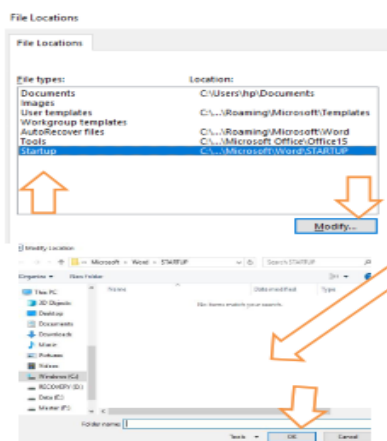 File Locations
File Locations
File types: Location:
Documents C:\Users\hp\Documents
Images
User templates C:\...\Roaming\Microsoft\Templates
Workgroup templates
AutoRecover files C:\...\Roaming\Microsoft\Word
Tools C:\...\Microsoft Office\Office15
Startup C:\...\Microsoft\Word\STARTUP
Modify...
Modify Location
Microsoft › Word › STARTUP Search STARTUP
Organize New folder
This PC Name Date modified Type
3D Objects No items match your search.
Desktop
Documents
Downloads
Music
Pictures
Videos
Windows (C:)
RECOVERY (D:)
Data (E:)
Master (F:)
Folder name:
Tools OK Cancel